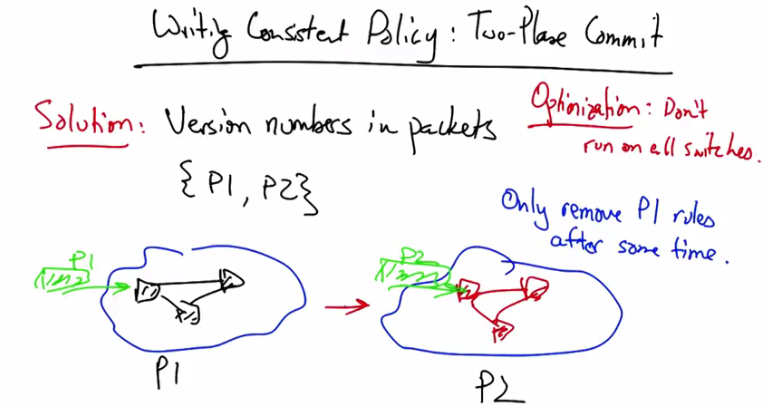 Writing Consistent Policy: Two-Phase Commit
Solution: Version numbers in packets
{P1, P2}
Optimization: Don't
run on all switches.
Only remove P1 rules
after some time.
P1
P2
P1
P2